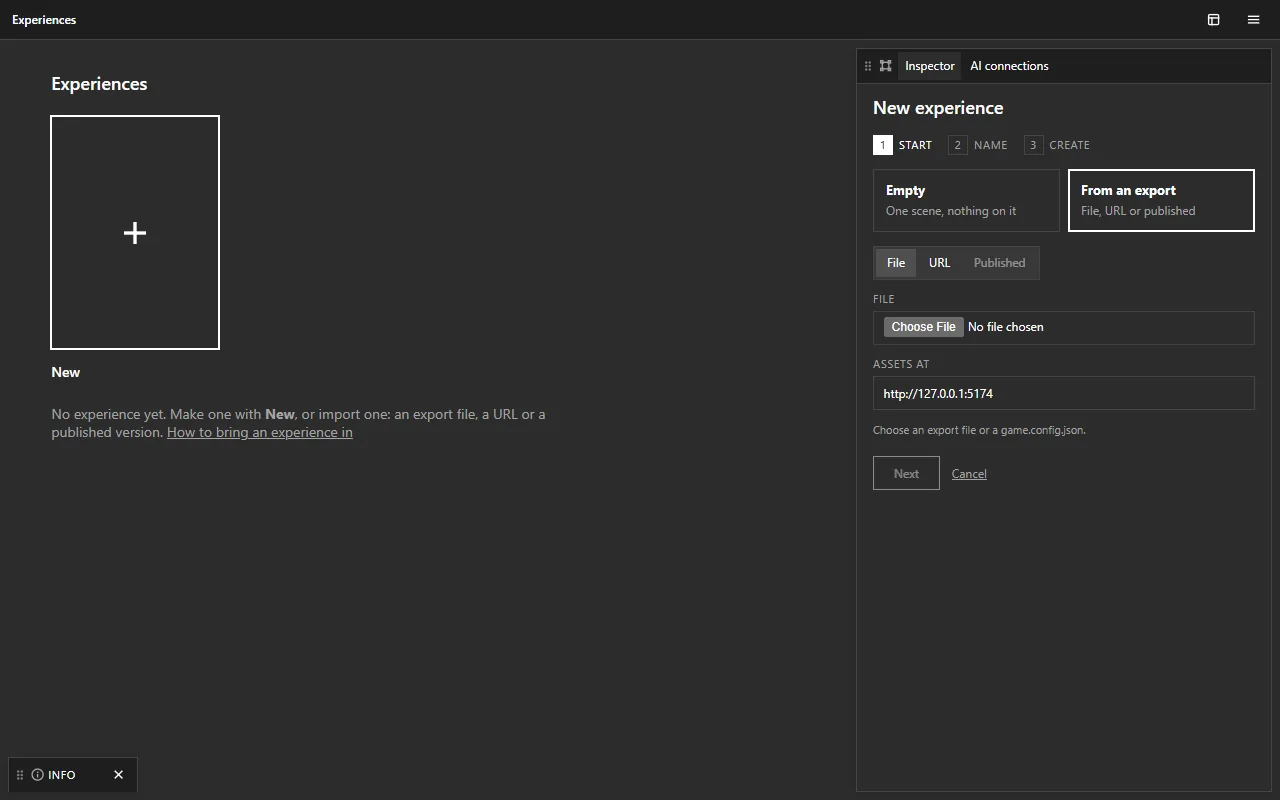 Experiences
Inspector
AI connections
Experiences
New experience
1 START 2 NAME 3 CREATE
Empty
One scene, nothing on it
From an export
File, URL or published
File URL Published
FILE
Choose File No file chosen
ASSETS AT
http://127.0.0.1:5174
Choose an export file or a game.config.json.
Next Cancel
New
No experience yet. Make one with New, or import one: an export file, a URL or a
published version. How to bring an experience in
INFO